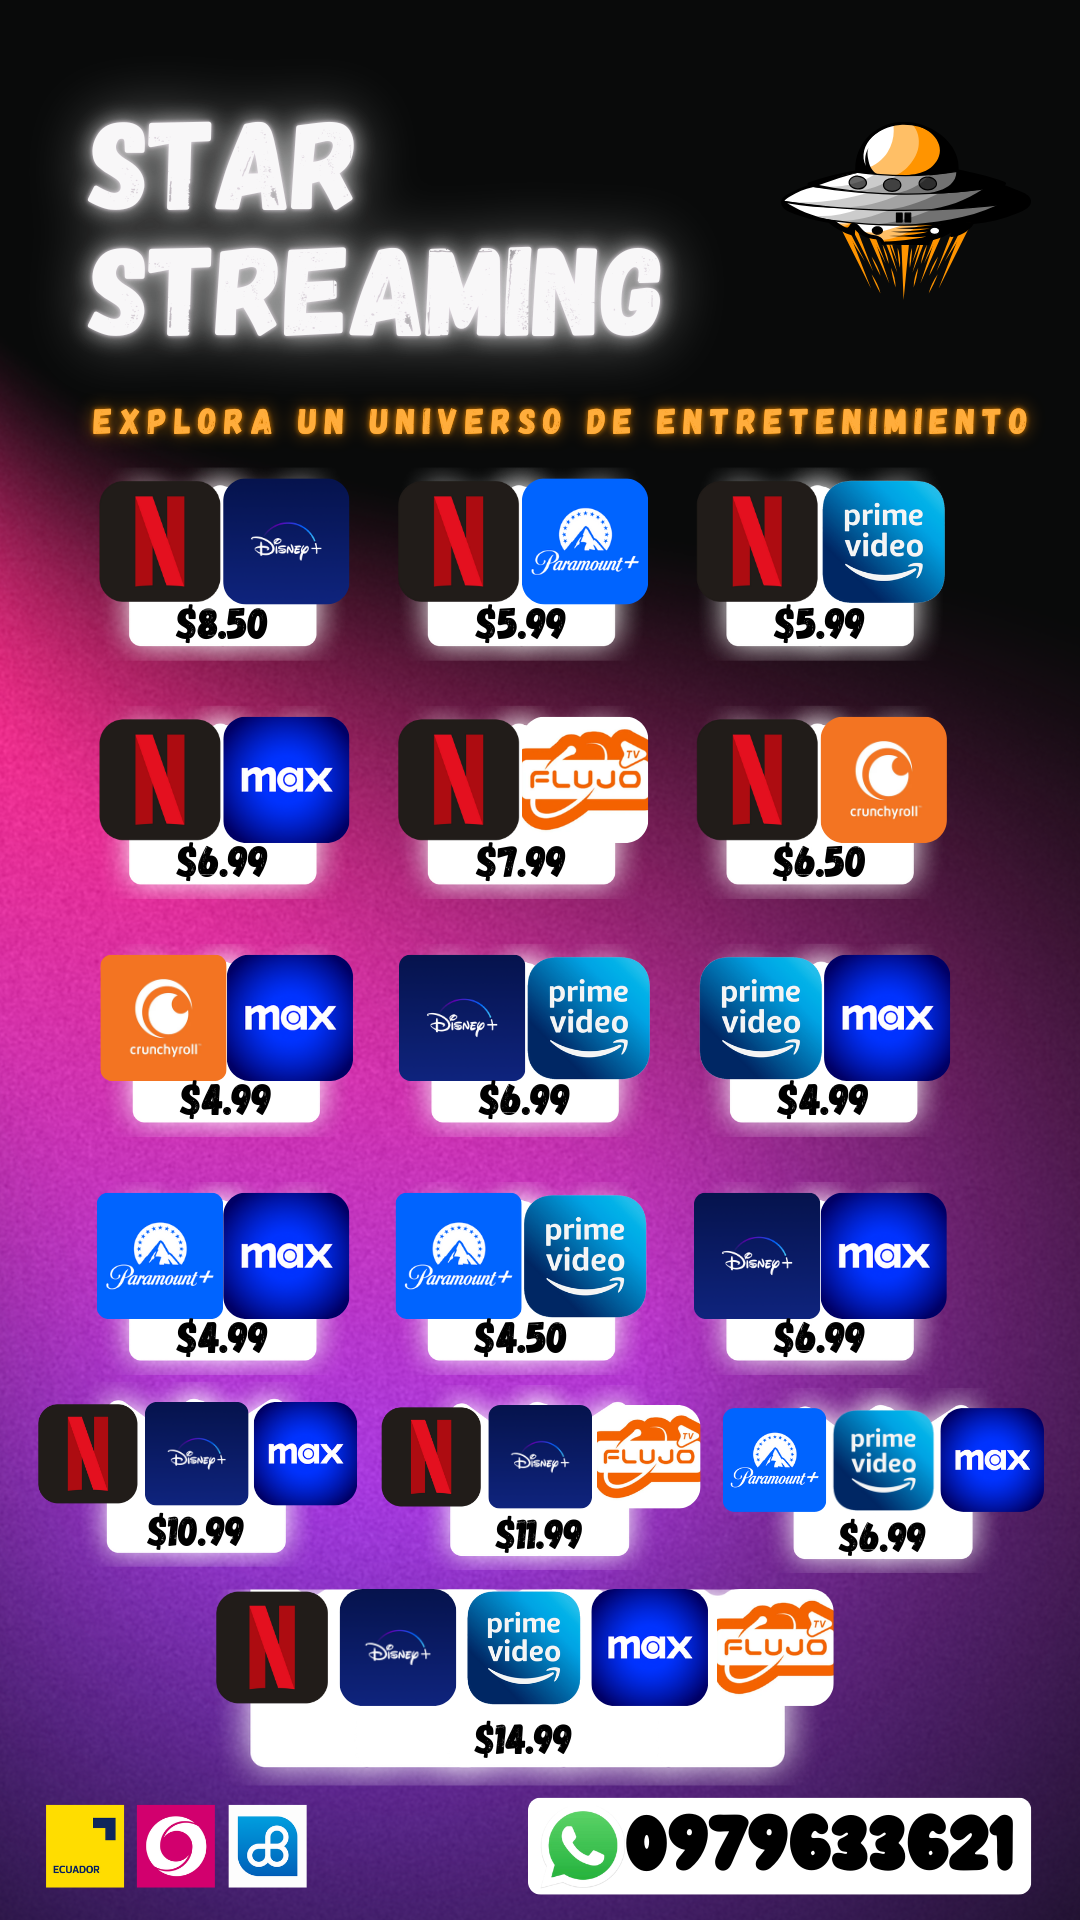 STAR
STREAMING
EXPLORA UN UNIVERSO DE ENTRETENIMIENTO
N Disney+
$8.50
N Paramount+
$5.99
N prime video
$5.99
N max
$6.99
N FLUJO TV
$7.99
N crunchyroll
$6.50
crunchyroll max
$4.99
Disney+ prime video
$6.99
prime video max
$4.99
Paramount+ max
$4.99
Paramount+ prime video
$4.50
Disney+ max
$6.99
N Disney+ max
$10.99
N Disney+ FLUJO TV
$11.99
Paramount+ prime video max
$6.99
N Disney+ prime video max FLUJO TV
$14.99
ECUADOR
0979633621